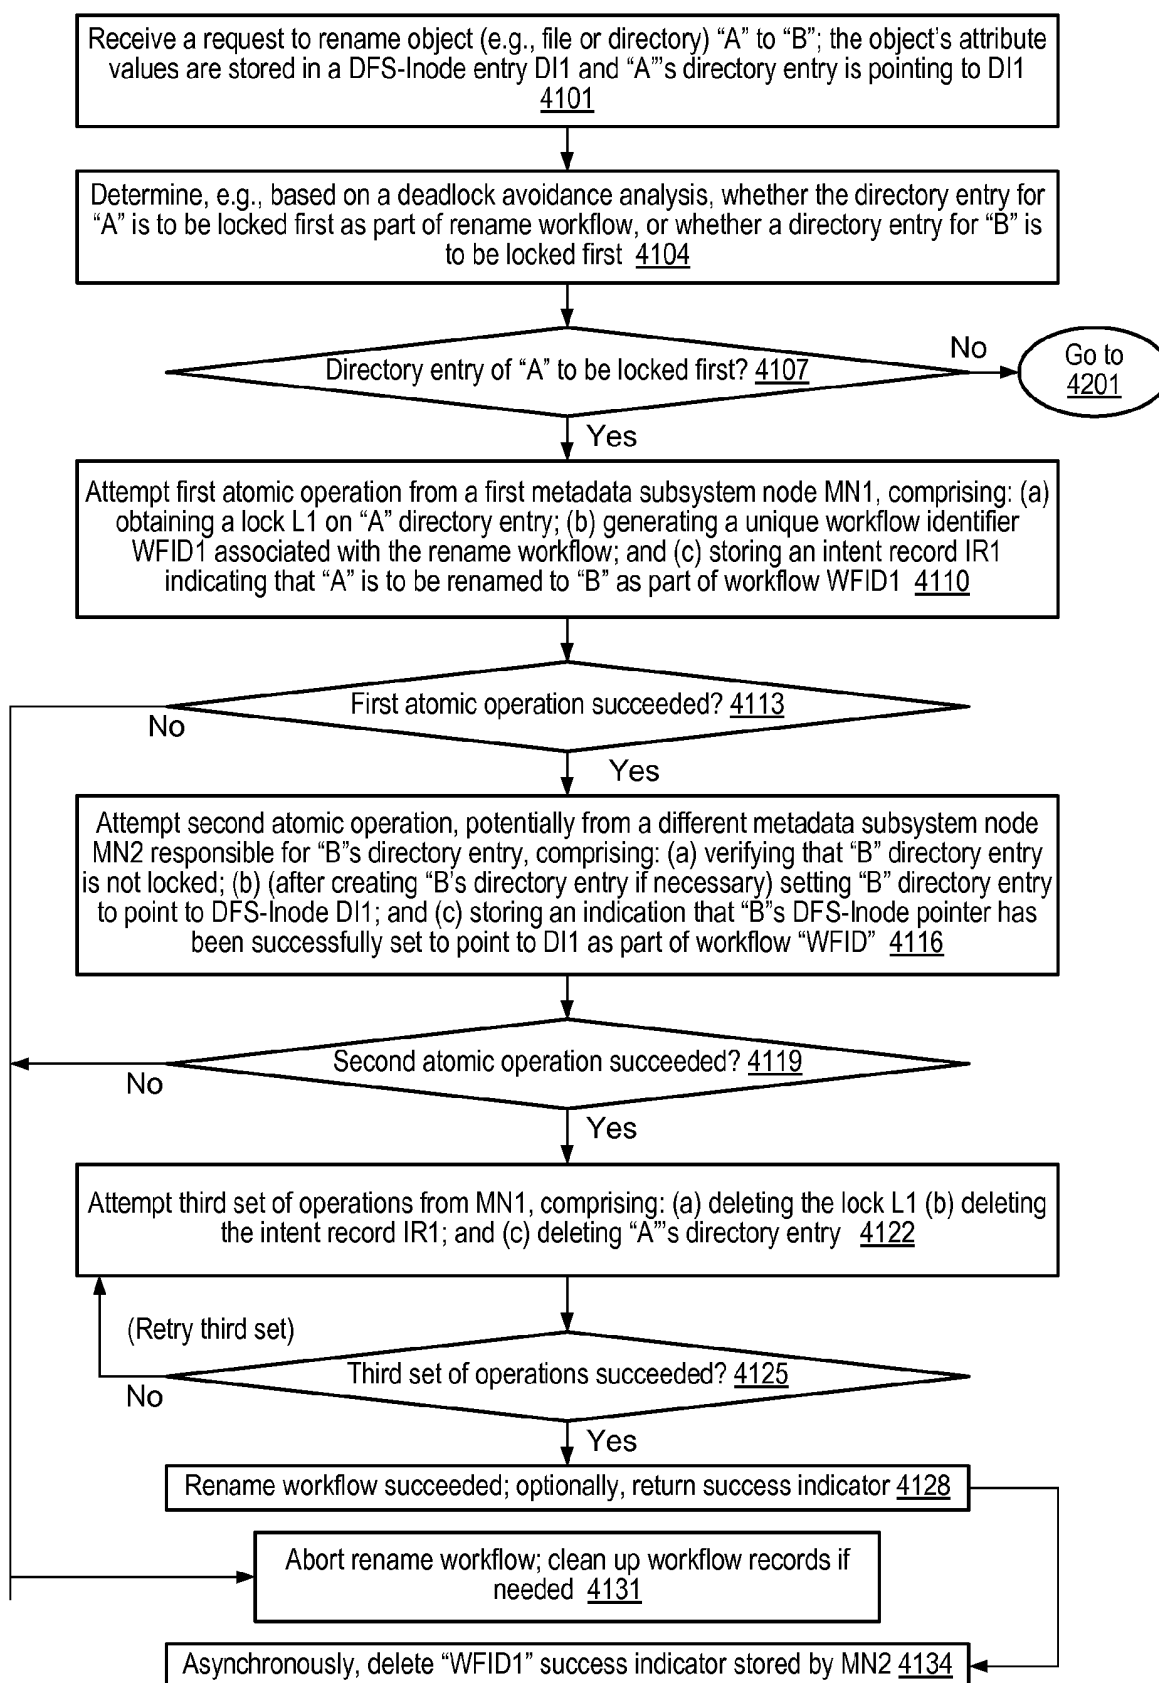 Receive a request to rename object (e.g., file or directory) “A” to “B”; the object’s attribute
values are stored in a DFS-Inode entry DI1 and “A”’s directory entry is pointing to DI1
4101
Determine, e.g., based on a deadlock avoidance analysis, whether the directory entry for
“A” is to be locked first as part of rename workflow, or whether a directory entry for “B” is
to be locked first 4104
Directory entry of “A” to be locked first? 4107
No
Go to
4201
Yes
Attempt first atomic operation from a first metadata subsystem node MN1, comprising: (a)
obtaining a lock L1 on “A” directory entry; (b) generating a unique workflow identifier
WFID1 associated with the rename workflow; and (c) storing an intent record IR1
indicating that “A” is to be renamed to “B” as part of workflow WFID1 4110
First atomic operation succeeded? 4113
No
Yes
Attempt second atomic operation, potentially from a different metadata subsystem node
MN2 responsible for “B”s directory entry, comprising: (a) verifying that “B” directory entry
is not locked; (b) (after creating “B’s directory entry if necessary) setting “B” directory entry
to point to DFS-Inode DI1; and (c) storing an indication that “B”s DFS-Inode pointer has
been successfully set to point to DI1 as part of workflow “WFID” 4116
Second atomic operation succeeded? 4119
No
Yes
Attempt third set of operations from MN1, comprising: (a) deleting the lock L1 (b) deleting
the intent record IR1; and (c) deleting “A”’s directory entry 4122
(Retry third set)
Third set of operations succeeded? 4125
No
Yes
Rename workflow succeeded; optionally, return success indicator 4128
Abort rename workflow; clean up workflow records if
needed 4131
Asynchronously, delete “WFID1” success indicator stored by MN2 4134